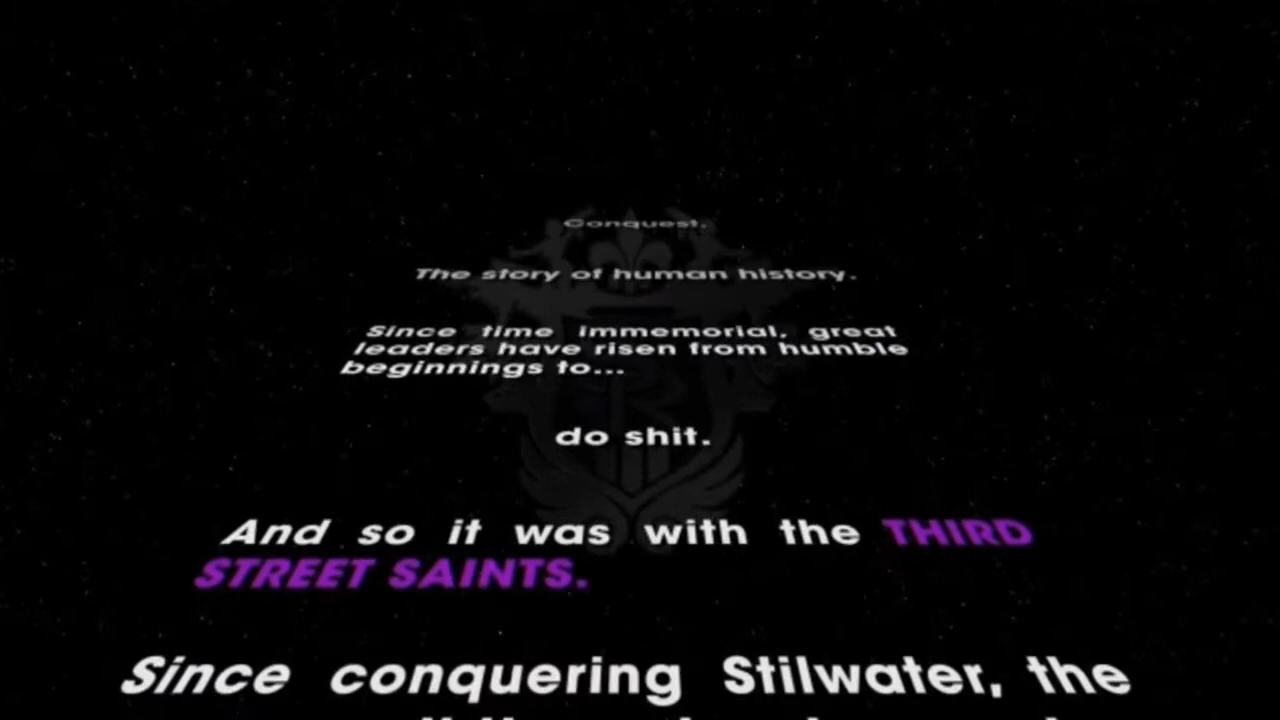 Conquest.
The story of human history.
Since time immemorial, great
leaders have risen from humble
beginnings to...
do shit.
And so it was with the THIRD
STREET SAINTS.
Since conquering Stilwater, the